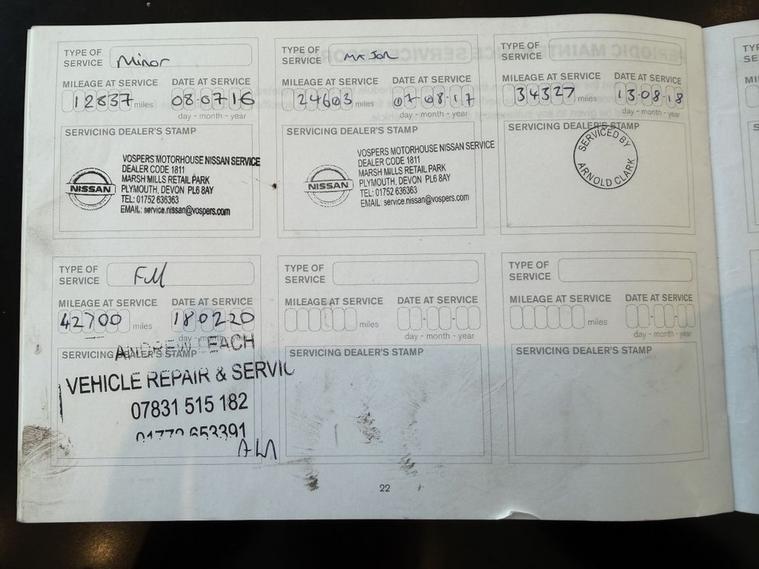 TYPE OF SERVICE Minor
MILEAGE AT SERVICE DATE AT SERVICE
12837 miles 08-07-16
day - month - year
SERVICING DEALER'S STAMP
VOSPERS MOTORHOUSE NISSAN SERVICE
DEALER CODE 1811
MARSH MILLS RETAIL PARK
PLYMOUTH, DEVON PL6 8AY
TEL: 01752 636363
EMAIL: service.nissan@vospers.com
NISSAN
TYPE OF SERVICE
MILEAGE AT SERVICE DATE AT SERVICE
24603 miles 07-08-17
day - month - year
SERVICING DEALER'S STAMP
VOSPERS MOTORHOUSE NISSAN SERVICE
DEALER CODE 1811
MARSH MILLS RETAIL PARK
PLYMOUTH, DEVON PL6 8AY
TEL: 01752 636363
EMAIL: service.nissan@vospers.com
NISSAN
TYPE OF SERVICE
MILEAGE AT SERVICE DATE AT SERVICE
34327 miles 13-08-18
day - month - year
SERVICING DEALER'S STAMP
SERVICED BY
ARNOLD CLARK
TYPE OF SERVICE Full
MILEAGE AT SERVICE DATE AT SERVICE
42700 miles 180220
SERVICING DEALER'S STAMP
ANDREW
VEHICLE REPAIR &
07831 515 182
01772 653391
TYPE OF SERVICE
MILEAGE AT SERVICE DATE AT SERVICE
miles
day - month - year
SERVICING DEALER'S STAMP
TYPE OF SERVICE
MILEAGE AT SERVICE DATE AT SERVICE
miles
day - month - year
SERVICING DEALER'S STAMP
22